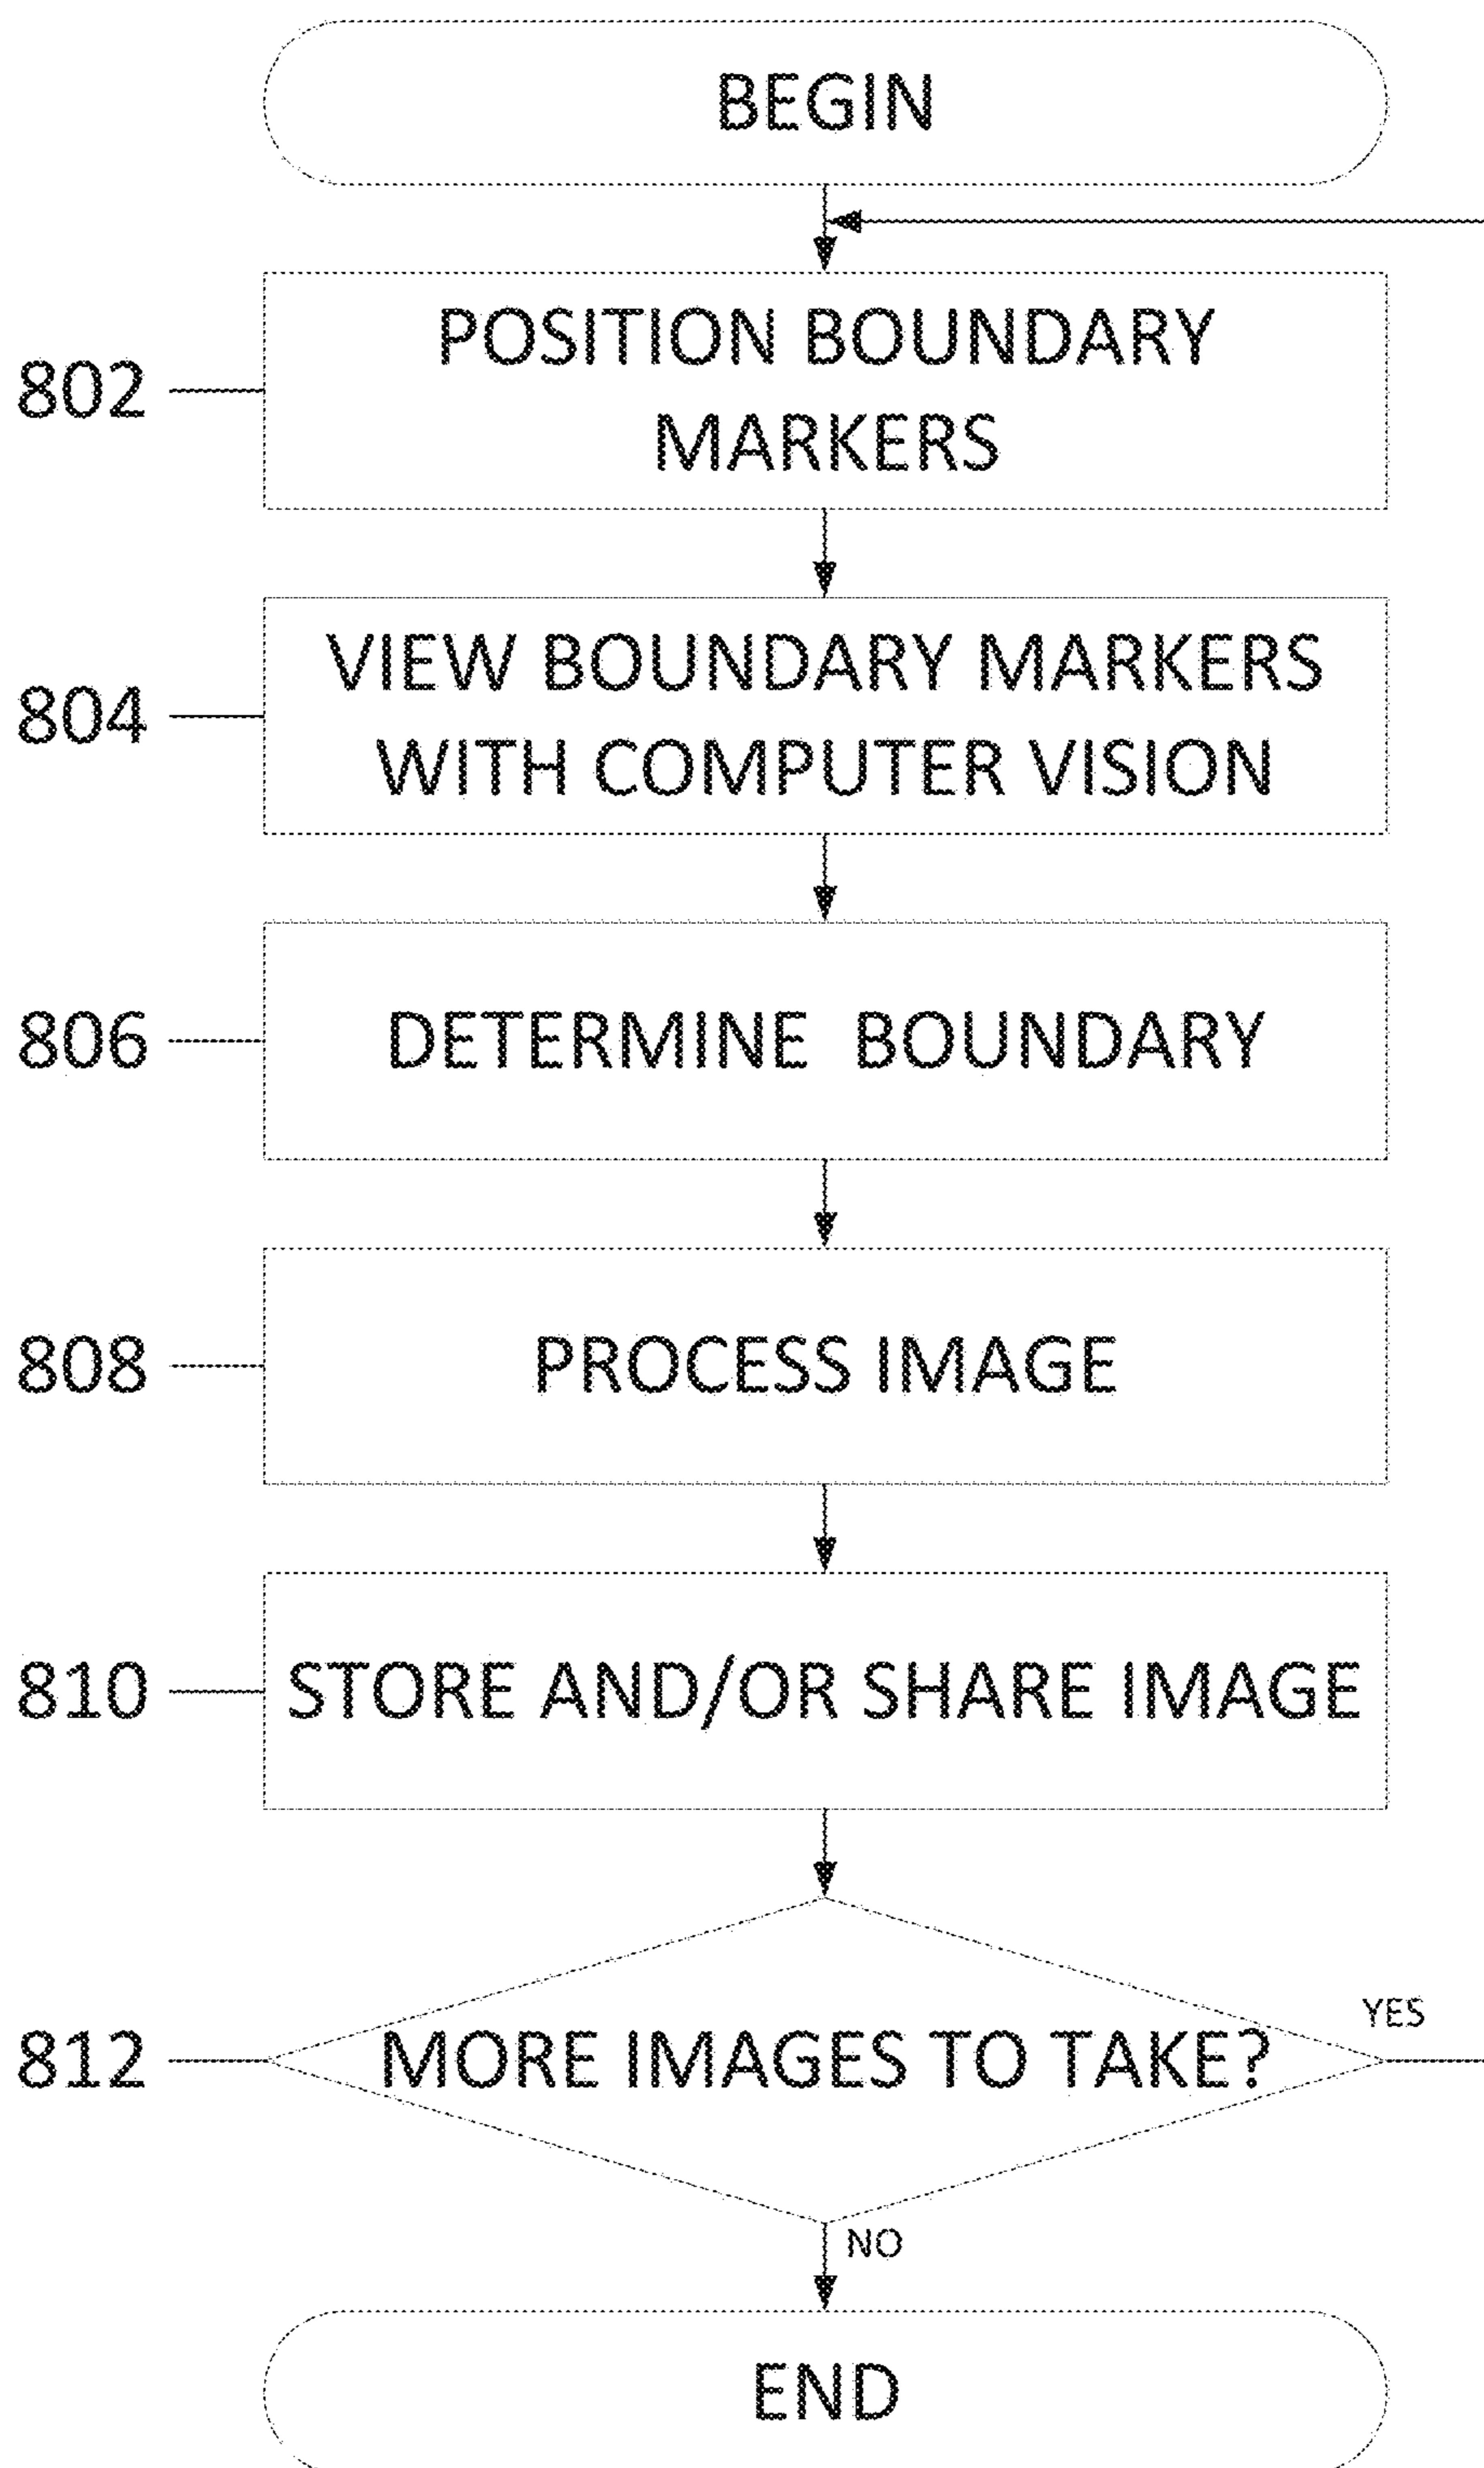 BEGIN
802
POSITION BOUNDARY
MARKERS
804
VIEW BOUNDARY MARKERS
WITH COMPUTER VISION
806
DETERMINE BOUNDARY
808
PROCESS IMAGE
810
STORE AND/OR SHARE IMAGE
812
MORE IMAGES TO TAKE?
YES
NO
END